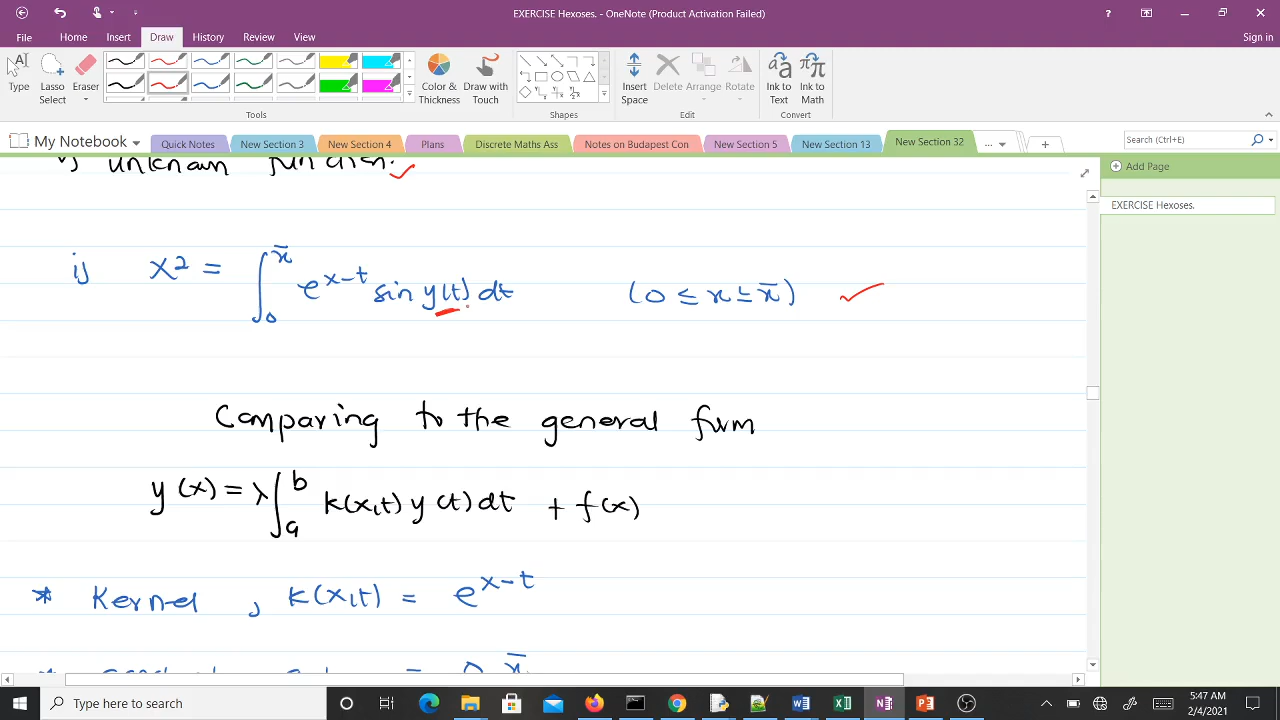 EXERCISE Hexoses. - OneNote (Product Activation Failed)
File Home Insert Draw History Review View
Sign in
Type
Lasso Select
Eraser
Color & Thickness
Draw with Touch
Insert Space
Delete
Arrange
Rotate
Ink to Text
Ink to Math
Tools
Shapes
Edit
Convert
My Notebook
Quick Notes
New Section 3
New Section 4
Plans
Discrete Maths Ass
Notes on Budapest Con
New Section 5
New Section 13
New Section 32
...
Search (Ctrl+E)
Add Page
EXERCISE Hexoses.
unknown function.
ii x² = ∫₀^x̄ e^{x-t} sin y(t) dt (0 ≤ x ≤ x̄)
Comparing to the general form
y(x) = λ ∫ₐᵇ k(x,t) y(t) dt + f(x)
* Kernel, k(x,t) = e^{x-t}
= 0, x̄
Type here to search
5:47 AM
2/4/2021